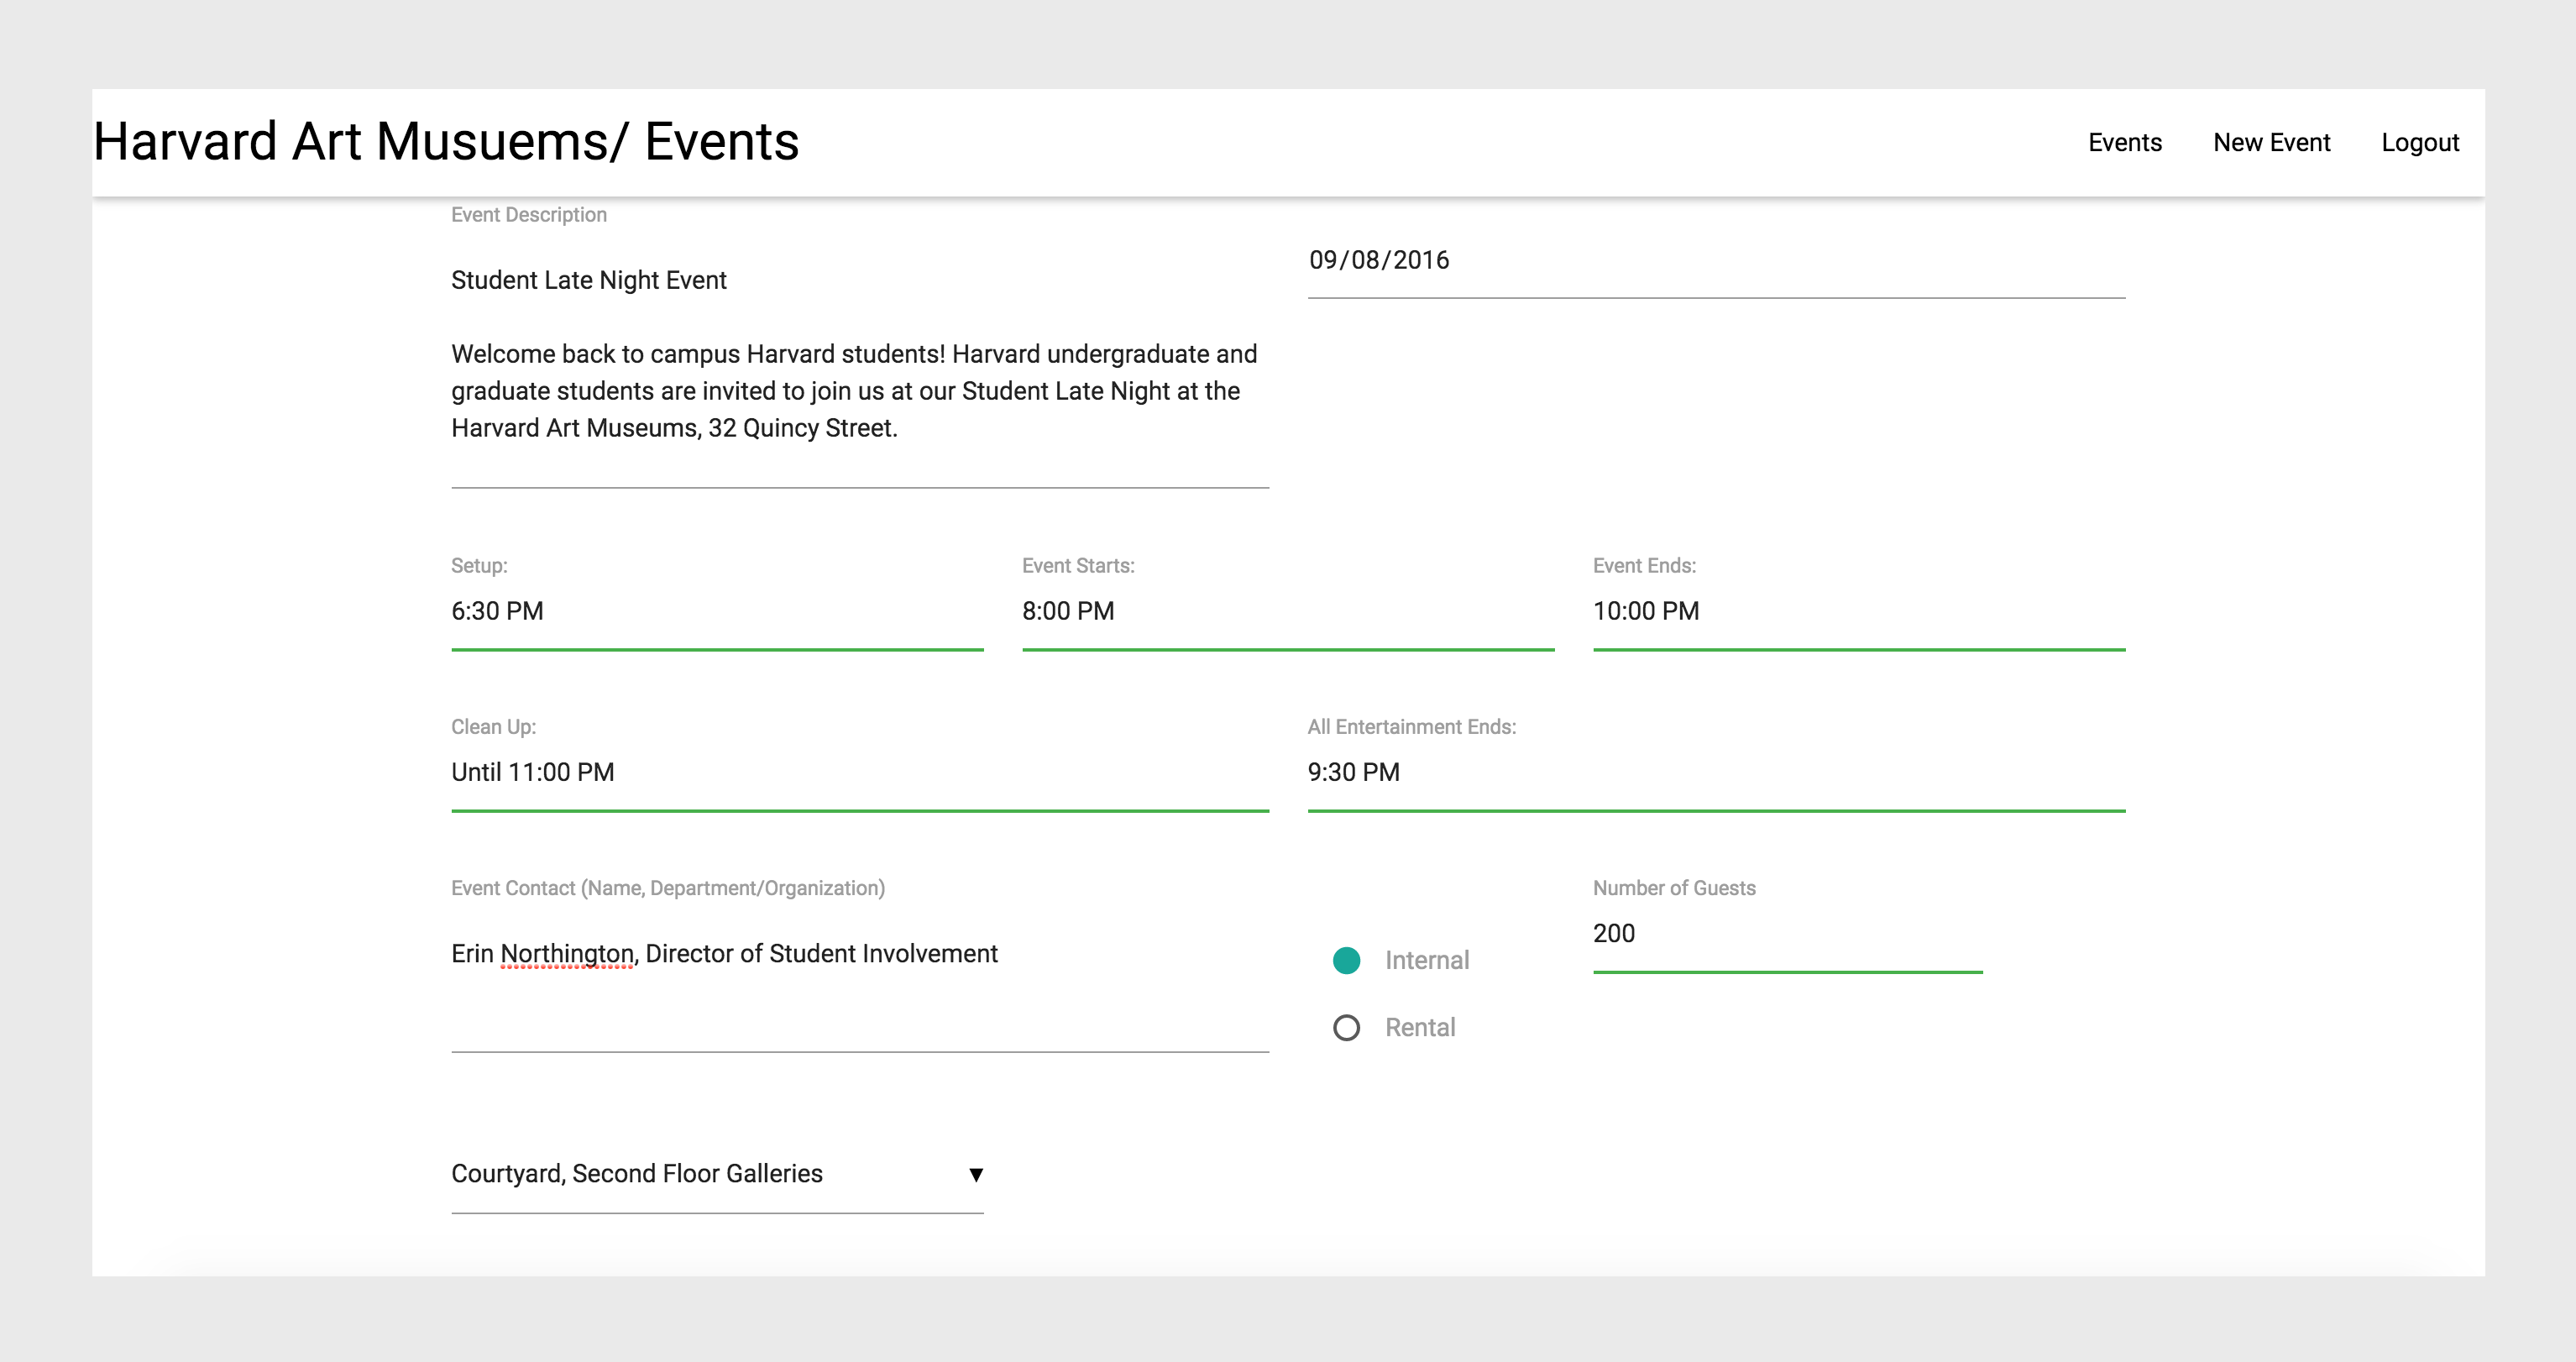 Harvard Art Musuems/ Events
Events
New Event
Logout
Event Description
Student Late Night Event
09/08/2016
Welcome back to campus Harvard students! Harvard undergraduate and
graduate students are invited to join us at our Student Late Night at the
Harvard Art Museums, 32 Quincy Street.
Setup:
6:30 PM
Event Starts:
8:00 PM
Event Ends:
10:00 PM
Clean Up:
Until 11:00 PM
All Entertainment Ends:
9:30 PM
Event Contact (Name, Department/Organization)
Erin Northington, Director of Student Involvement
Internal
Rental
Number of Guests
200
Courtyard, Second Floor Galleries